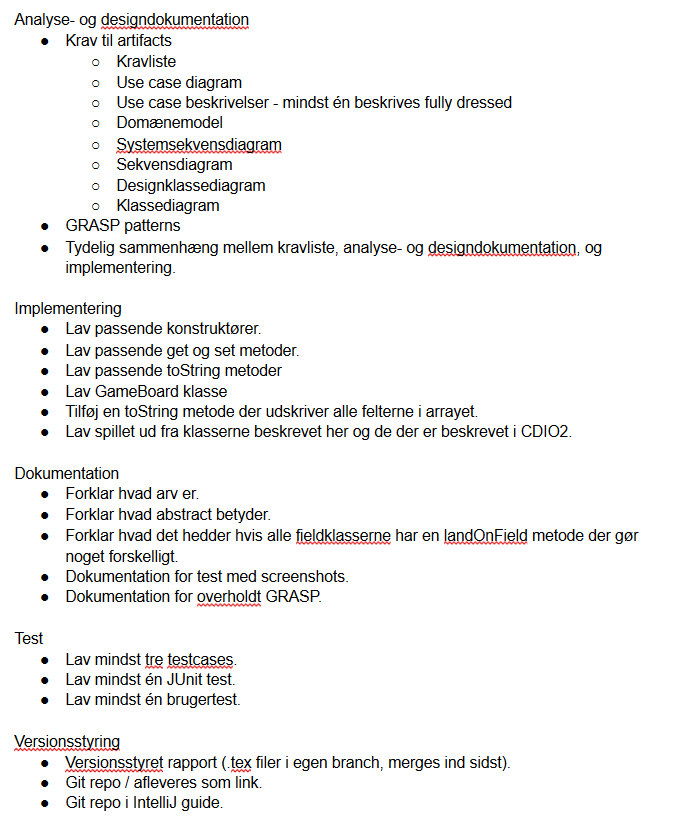 Analyse- og designdokumentation
● Krav til artifacts
○ Kravliste
○ Use case diagram
○ Use case beskrivelser - mindst én beskrives fully dressed
○ Domænemodel
○ Systemsekvensdiagram
○ Sekvensdiagram
○ Designklassediagram
○ Klassediagram
● GRASP patterns
● Tydelig sammenhæng mellem kravliste, analyse- og designdokumentation, og
implementering.
Implementering
● Lav passende konstruktører.
● Lav passende get og set metoder.
● Lav passende toString metoder
● Lav GameBoard klasse
● Tilføj en toString metode der udskriver alle felterne i arrayet.
● Lav spillet ud fra klasserne beskrevet her og de der er beskrevet i CDIO2.
Dokumentation
● Forklar hvad arv er.
● Forklar hvad abstract betyder.
● Forklar hvad det hedder hvis alle fieldklasserne har en landOnField metode der gør
noget forskelligt.
● Dokumentation for test med screenshots.
● Dokumentation for overholdt GRASP.
Test
● Lav mindst tre testcases.
● Lav mindst én JUnit test.
● Lav mindst én brugertest.
Versionsstyring
● Versionsstyret rapport (.tex filer i egen branch, merges ind sidst).
● Git repo / afleveres som link.
● Git repo i IntelliJ guide.